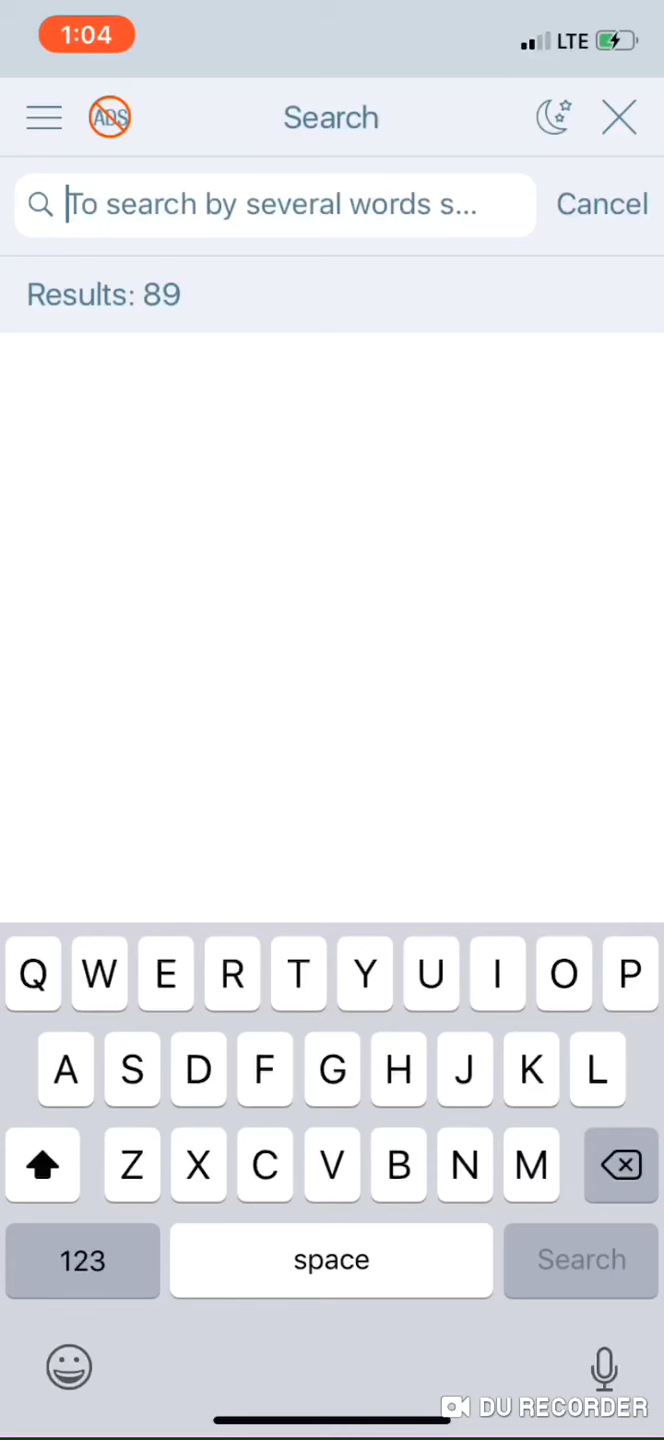 1:04
LTE
ADS
Search
To search by several words s...
Cancel
Results: 89
Q W E R T Y U I O P
A S D F G H J K L
Z X C V B N M
123
space
Search
DU RECORDER